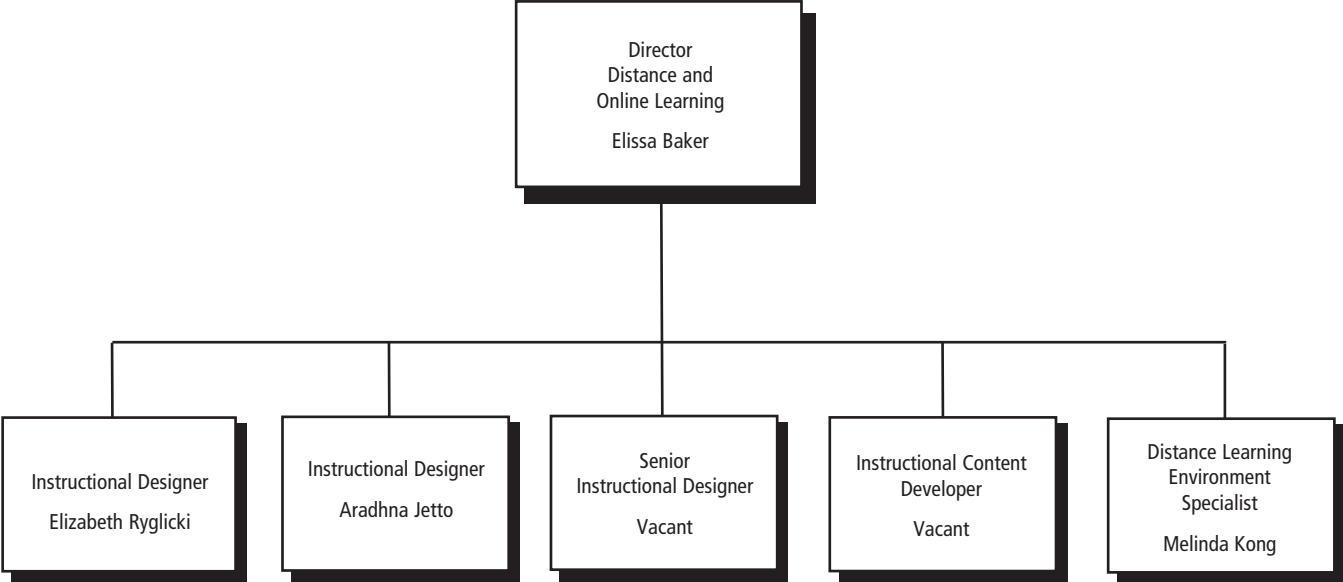 Director
Distance and
Online Learning
Elissa Baker
Instructional Designer
Elizabeth Ryglicki
Instructional Designer
Aradhna Jetto
Senior
Instructional Designer
Vacant
Instructional Content
Developer
Vacant
Distance Learning
Environment
Specialist
Melinda Kong